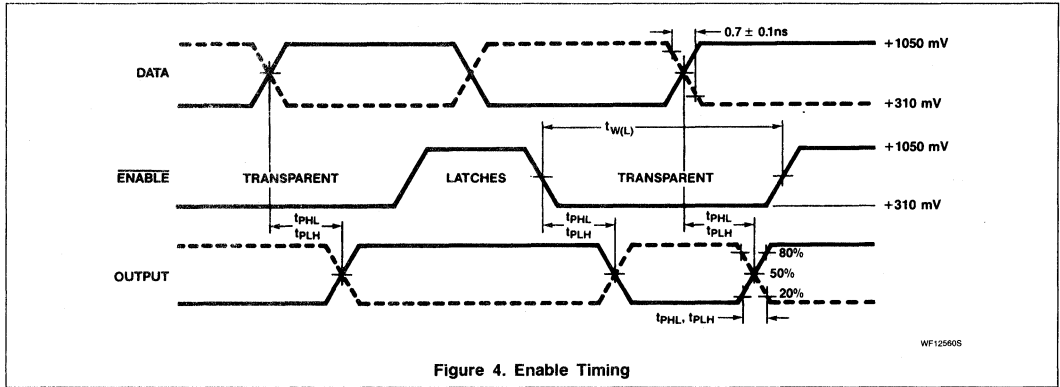 0.7 ± 0.1ns
+1050 mV
DATA
+310 mV
tW(L)
+1050 mV
ENABLE
TRANSPARENT
LATCHES
TRANSPARENT
+310 mV
tPHL
tPLH
tPHL
tPLH
tPHL
tPLH
80%
OUTPUT
50%
20%
tPHL, tPLH
WF12560S
Figure 4. Enable Timing